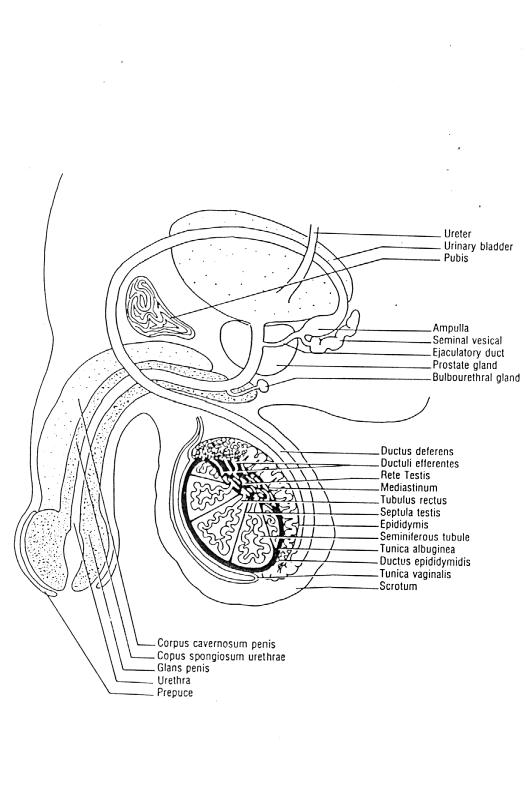 Ureter
Urinary bladder
Pubis
Ampulla
Seminal vesical
Ejaculatory duct
Prostate gland
Bulbourethral gland
Ductus deferens
Ductuli efferentes
Rete Testis
Mediastinum
Tubulus rectus
Septula testis
Epididymis
Seminiferous tubule
Tunica albuginea
Ductus epididymidis
Tunica vaginalis
Scrotum
Corpus cavernosum penis
Copus spongiosum urethrae
Glans penis
Urethra
Prepuce